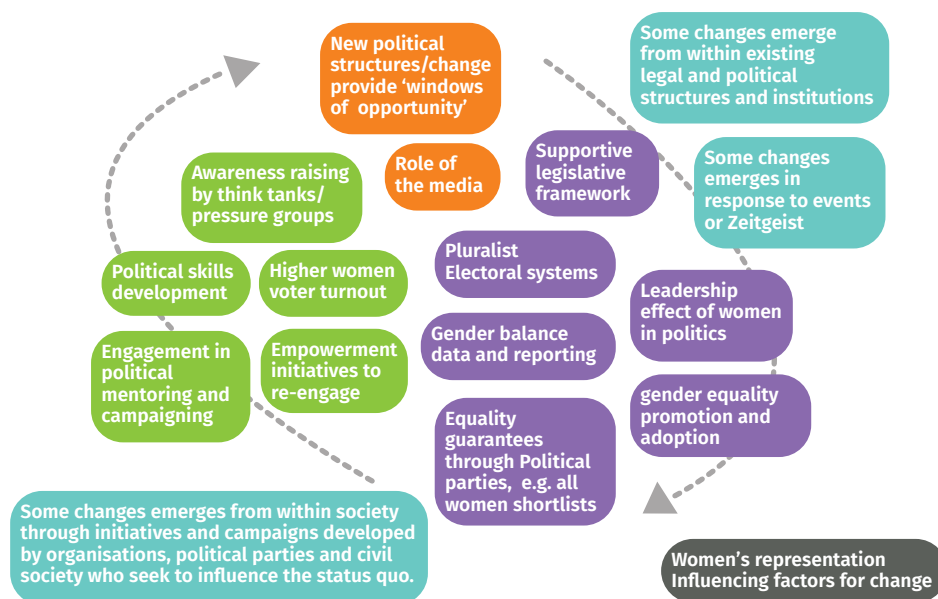 New political
structures/change
provide ‘windows
of opportunity’
Some changes emerge
from within existing
legal and political
structures and institutions
Role of
the media
Supportive
legislative
framework
Some changes
emerges in
response to events
or Zeitgeist
Awareness raising
by think tanks/
pressure groups
Political skills
development
Higher women
voter turnout
Pluralist
Electoral systems
Leadership
effect of women
in politics
Engagement in
political
mentoring and
campaigning
Empowerment
initiatives to
re-engage
Gender balance
data and reporting
gender equality
promotion and
adoption
Equality
guarantees
through Political
parties, e.g. all
women shortlists
Some changes emerges from within society
through initiatives and campaigns developed
by organisations, political parties and civil
society who seek to influence the status quo.
Women’s representation
Influencing factors for change